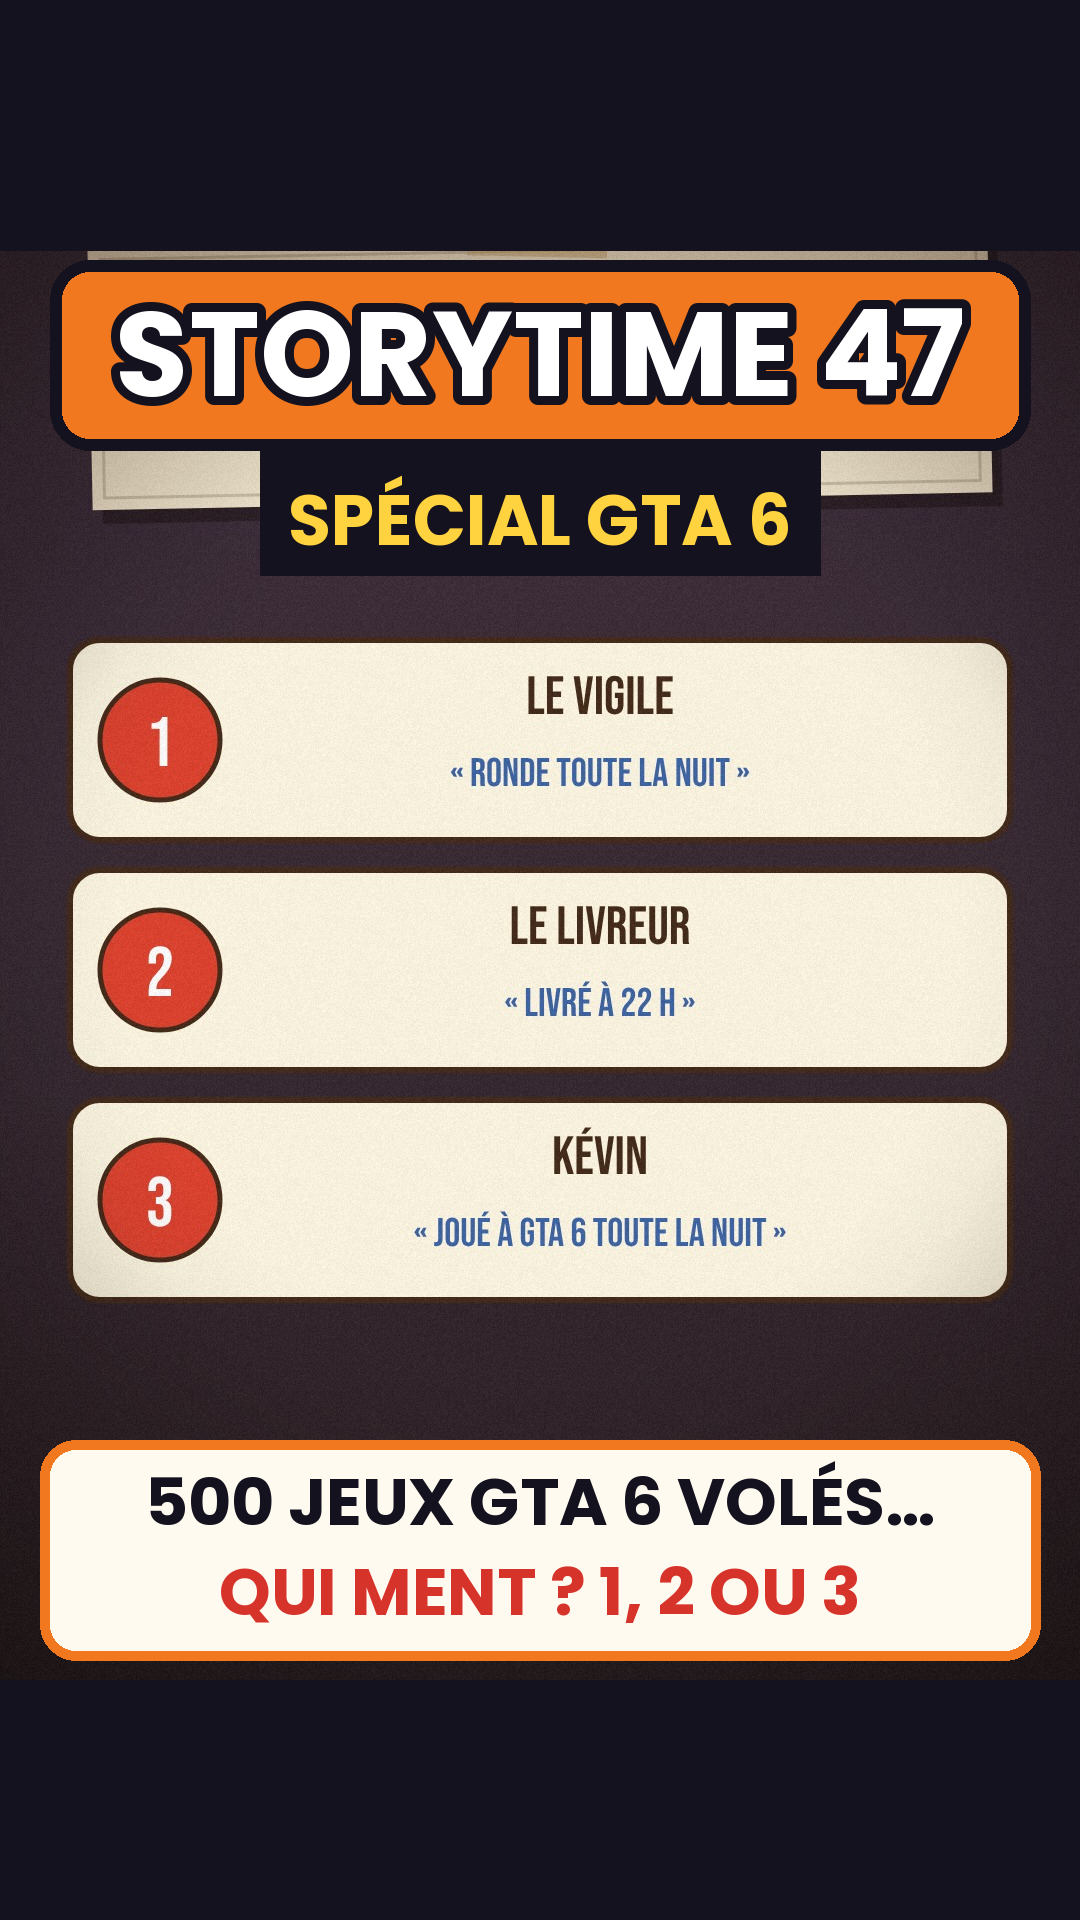 STORYTIME 47
SPÉCIAL GTA 6
1
LE VIGILE
« RONDE TOUTE LA NUIT »
2
LE LIVREUR
« LIVRÉ À 22 H »
3
KÉVIN
« JOUÉ À GTA 6 TOUTE LA NUIT »
500 JEUX GTA 6 VOLÉS...
QUI MENT ? 1, 2 OU 3